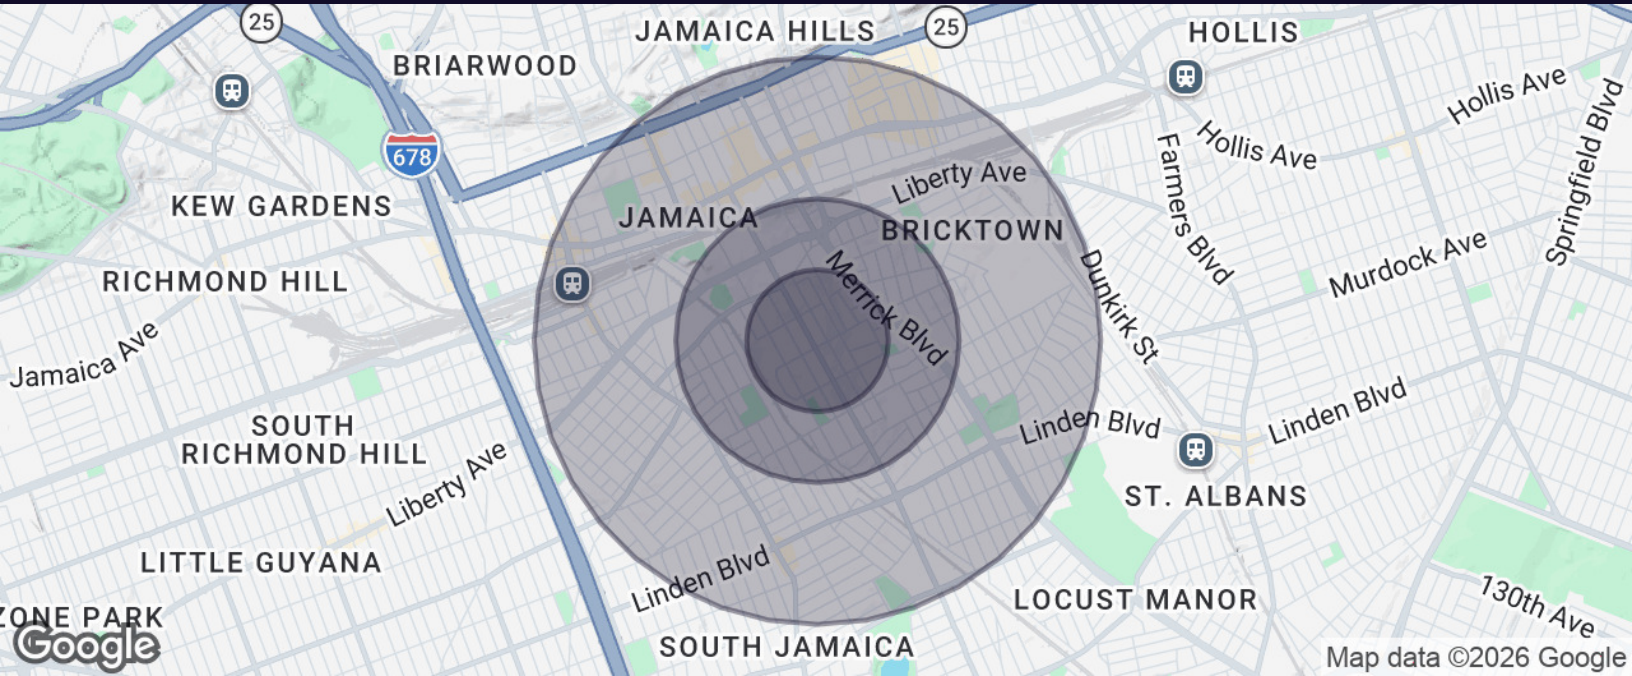 25
JAMAICA HILLS
25
HOLLIS
BRIARWOOD
Hollis Ave
678
Hollis Ave
Springfield Blvd
Farmers Blvd
Liberty Ave
KEW GARDENS
JAMAICA
BRICKTOWN
Murdock Ave
RICHMOND HILL
Merrick Blvd
Dunkirk St
Jamaica Ave
SOUTH
RICHMOND HILL
Linden Blvd
Linden Blvd
Liberty Ave
ST. ALBANS
LITTLE GUYANA
Linden Blvd
LOCUST MANOR
130th Ave
ZONE PARK
SOUTH JAMAICA
Google
Map data ©2026 Google